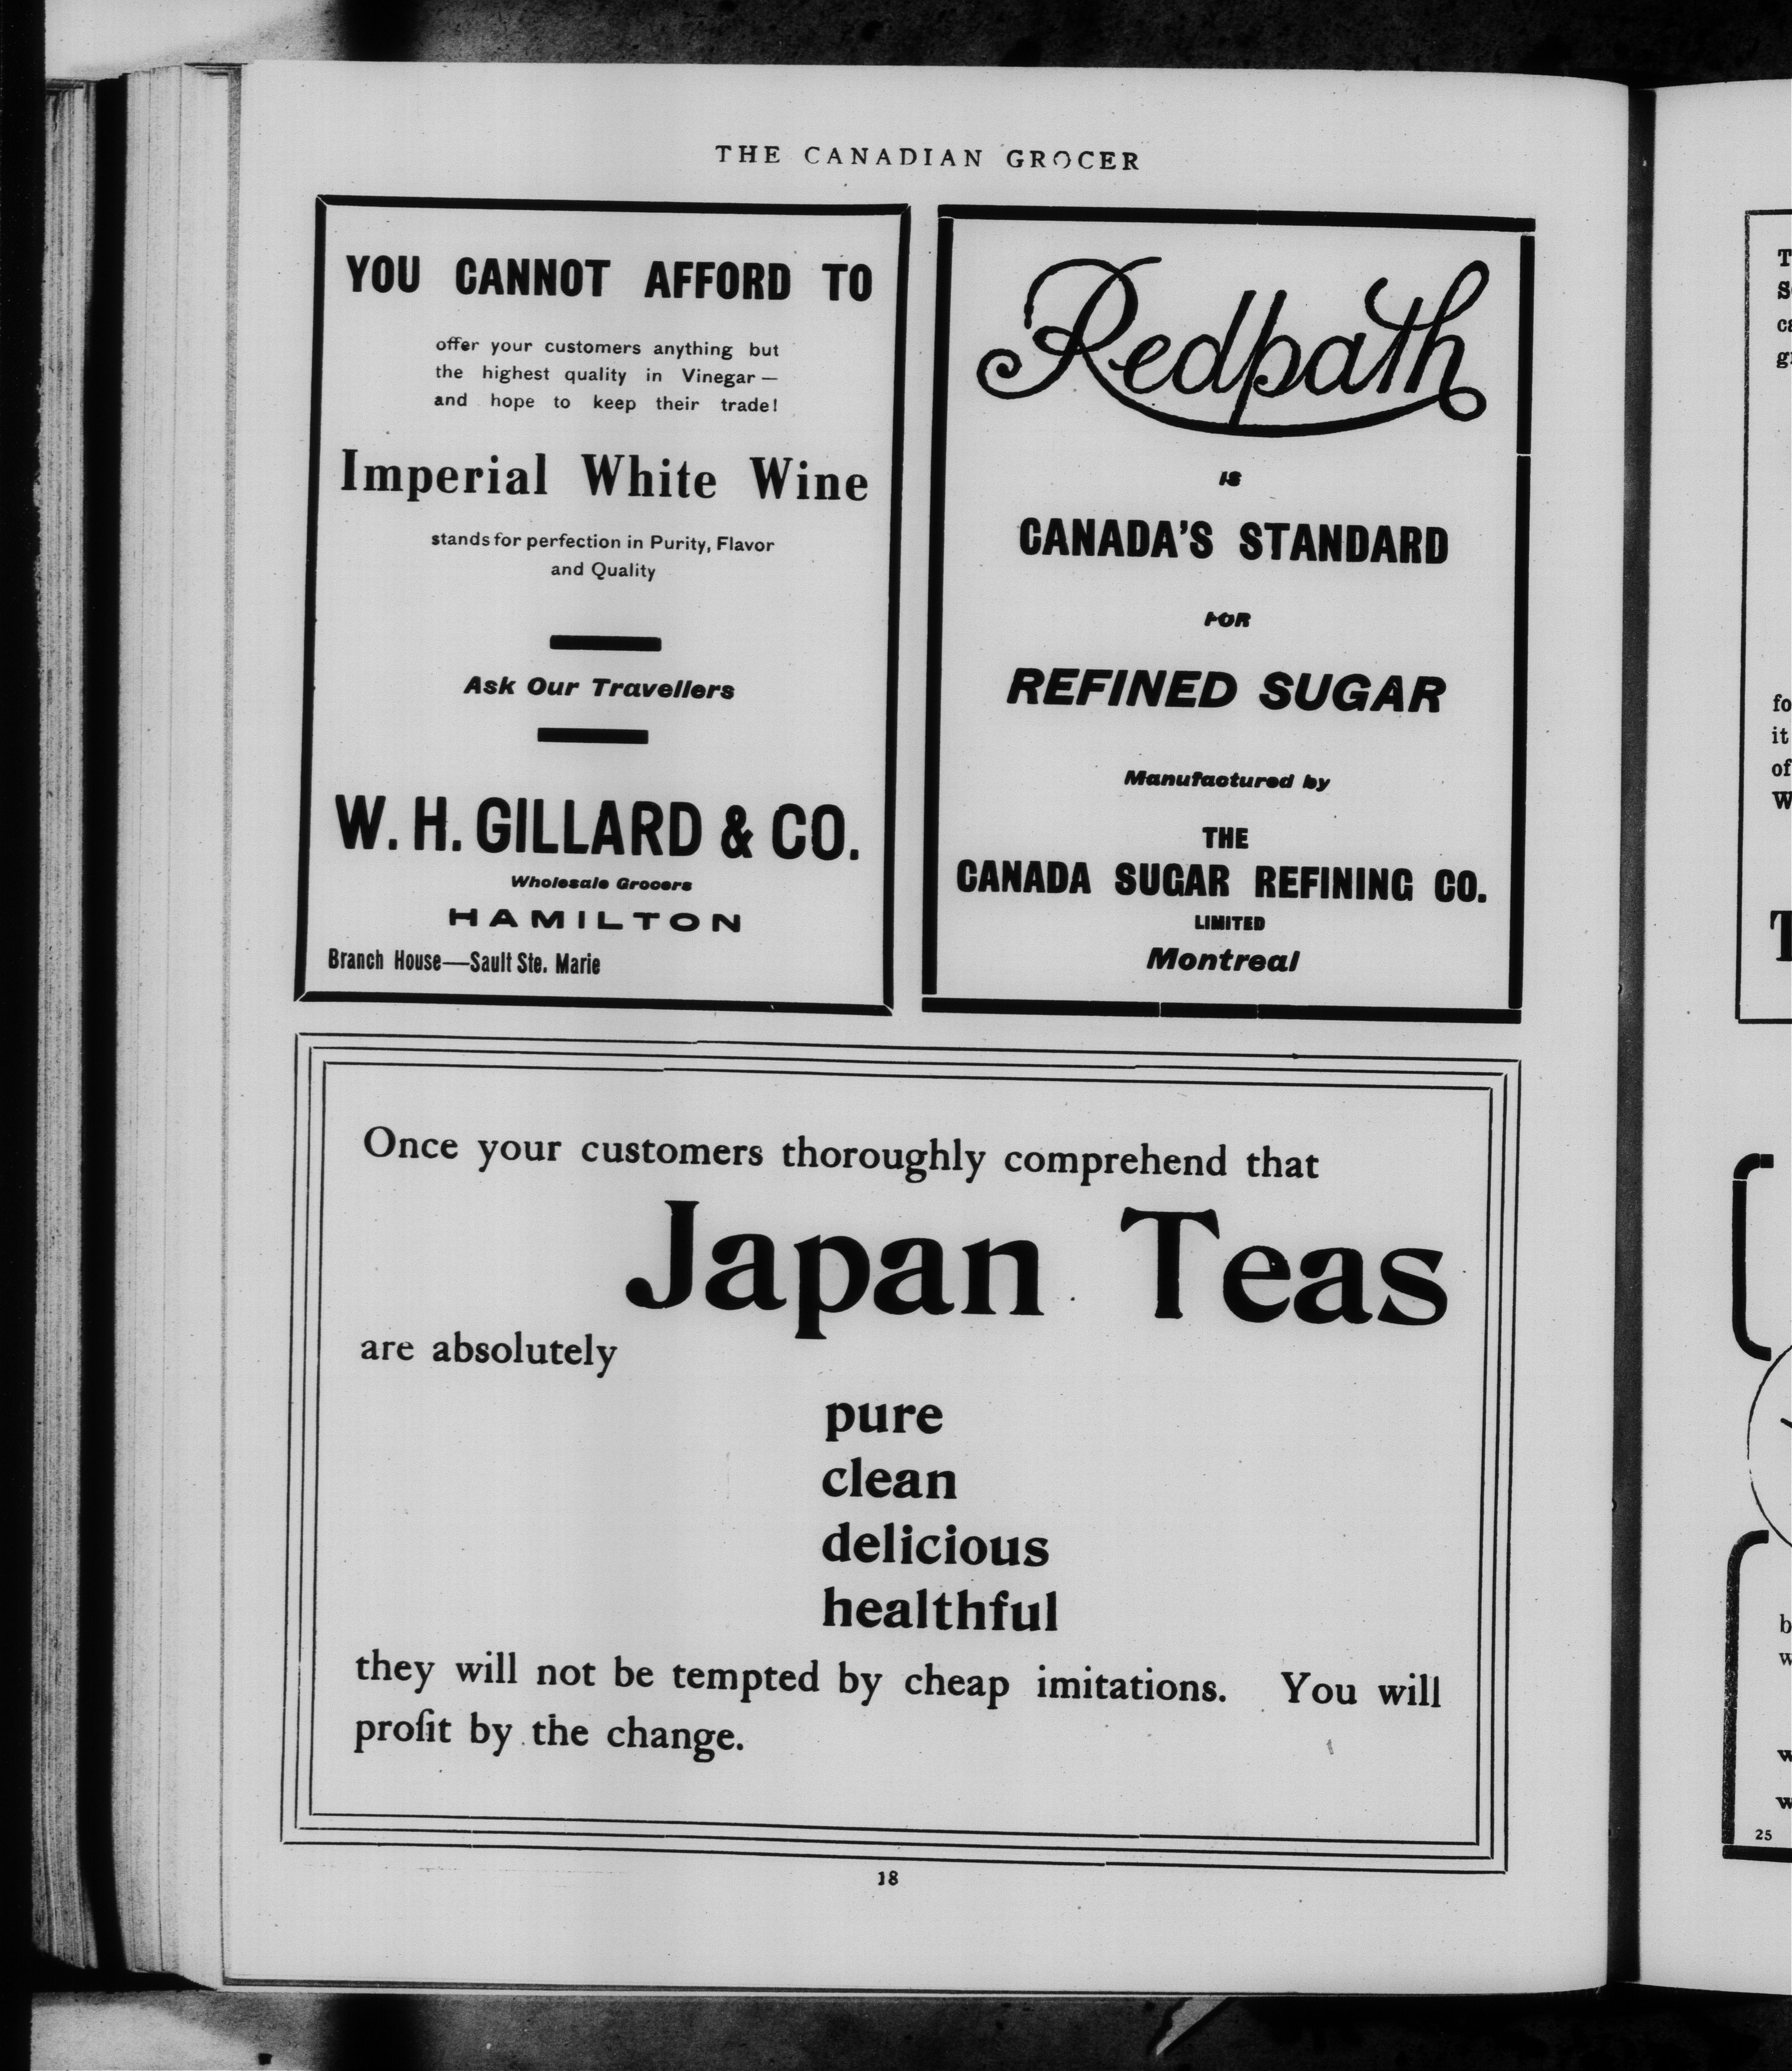 THE CANADIAN GROCER
YOU CANNOT AFFORD TO
offer your customers anything but
the highest quality in Vinegar —
and hope to keep their trade!
Imperial White Wine
stands for perfection in Purity, Flavor
and Quality
Ask Our Travellers
W. H. GILLARD & CO.
Wholesale Grocers
HAMILTON
Branch House—Sault Ste. Marie
Redpath
IS
CANADA'S STANDARD
FOR
REFINED SUGAR
Manufactured by
THE
CANADA SUGAR REFINING CO.
LIMITED
Montreal
Once your customers thoroughly comprehend that
Japan Teas
are absolutely
pure
clean
delicious
healthful
they will not be tempted by cheap imitations. You will
profit by the change.
18
fo
it
of
25